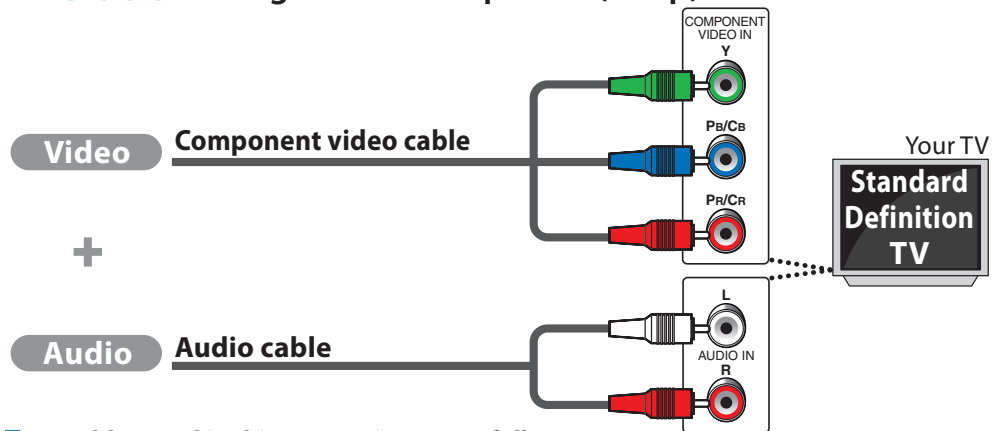 COMPONENT
VIDEO IN
Y
Video
Component video cable
PB/CB
PR/CR
Your TV
Standard
Definition
TV
+
Audio
Audio cable
L
AUDIO IN
R